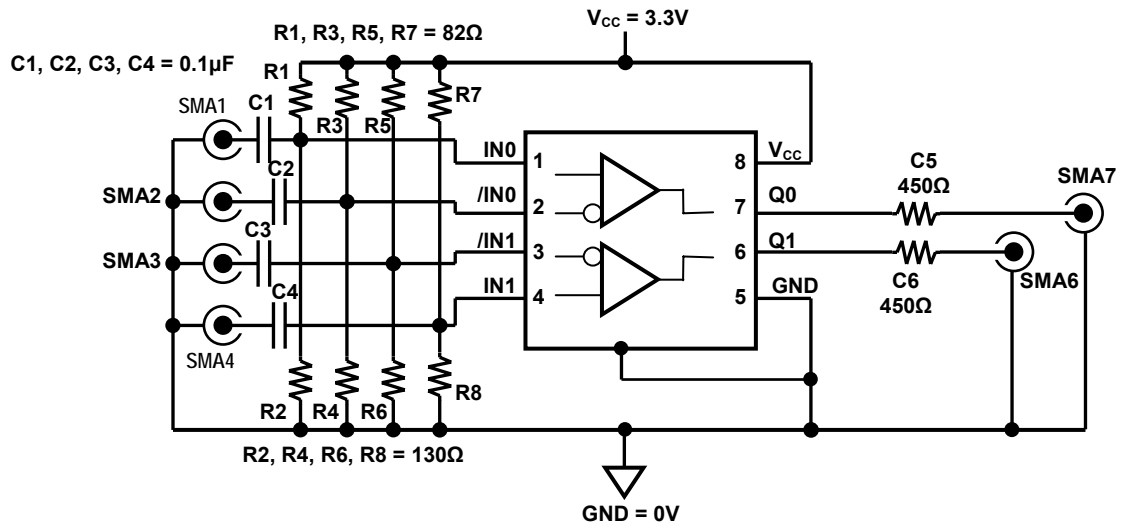 R1, R3, R5, R7 = 82Ω
VCC = 3.3V
C1, C2, C3, C4 = 0.1µF
R1
R7
SMA1
C1
R3
R5
IN0
1
8
VCC
C5
450Ω
SMA7
C2
SMA2
/IN0
2
7
Q0
C3
SMA3
/IN1
3
6
Q1
C4
IN1
4
5
GND
C6
450Ω
SMA6
SMA4
R2
R4
R6
R8
R2, R4, R6, R8 = 130Ω
GND = 0V